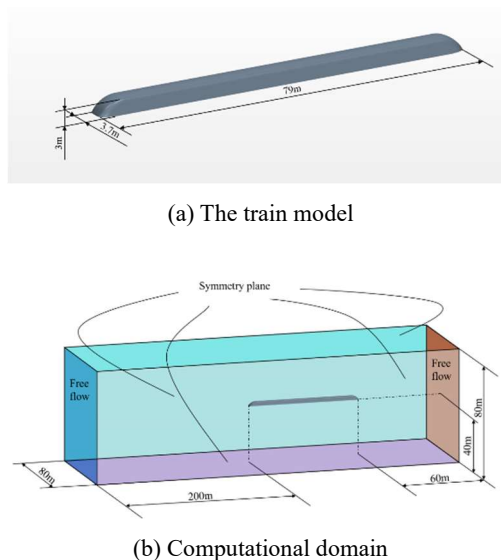 79m
3.7m
3m
(a) The train model
Symmetry plane
Free
flow
Free
flow
80m
40m
80m
200m
60m
(b) Computational domain